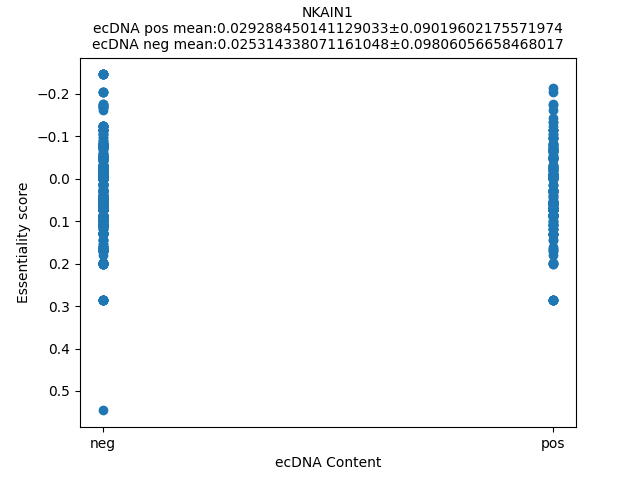 NKAIN1
ecDNA pos mean:0.029288450141129033±0.09019602175571974
ecDNA neg mean:0.025314338071161048±0.09806056658468017
−0.2
−0.1
0.0
0.1
0.2
0.3
0.4
0.5
Essentiality score
neg
pos
ecDNA Content